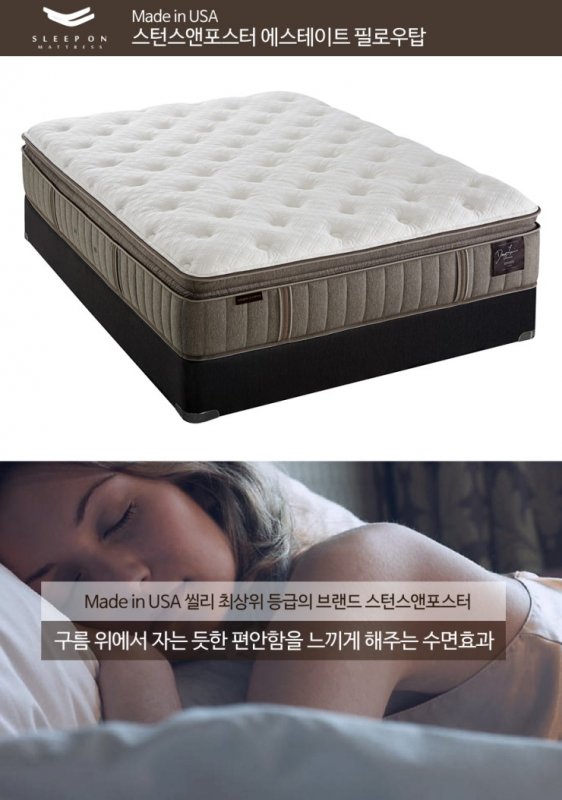 SLEEPON
MATTRESS
Made in USA
스턴스앤포스터 에스테이트 필로우탑
Made in USA 씰리 최상위 등급의 브랜드 스턴스앤포스터
구름 위에서 자는 듯한 편안함을 느끼게 해주는 수면효과